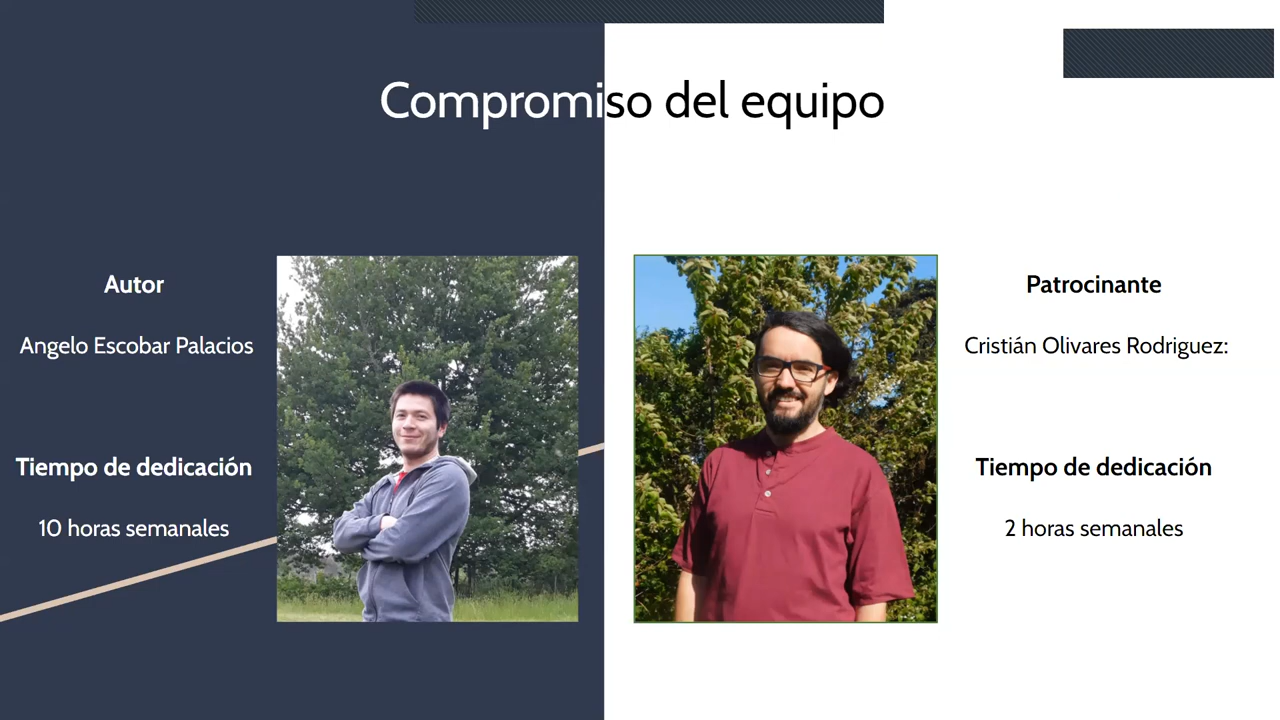 Compromiso del equipo
Autor
Angelo Escobar Palacios
Tiempo de dedicación
10 horas semanales
Patrocinante
Cristián Olivares Rodriguez:
Tiempo de dedicación
2 horas semanales